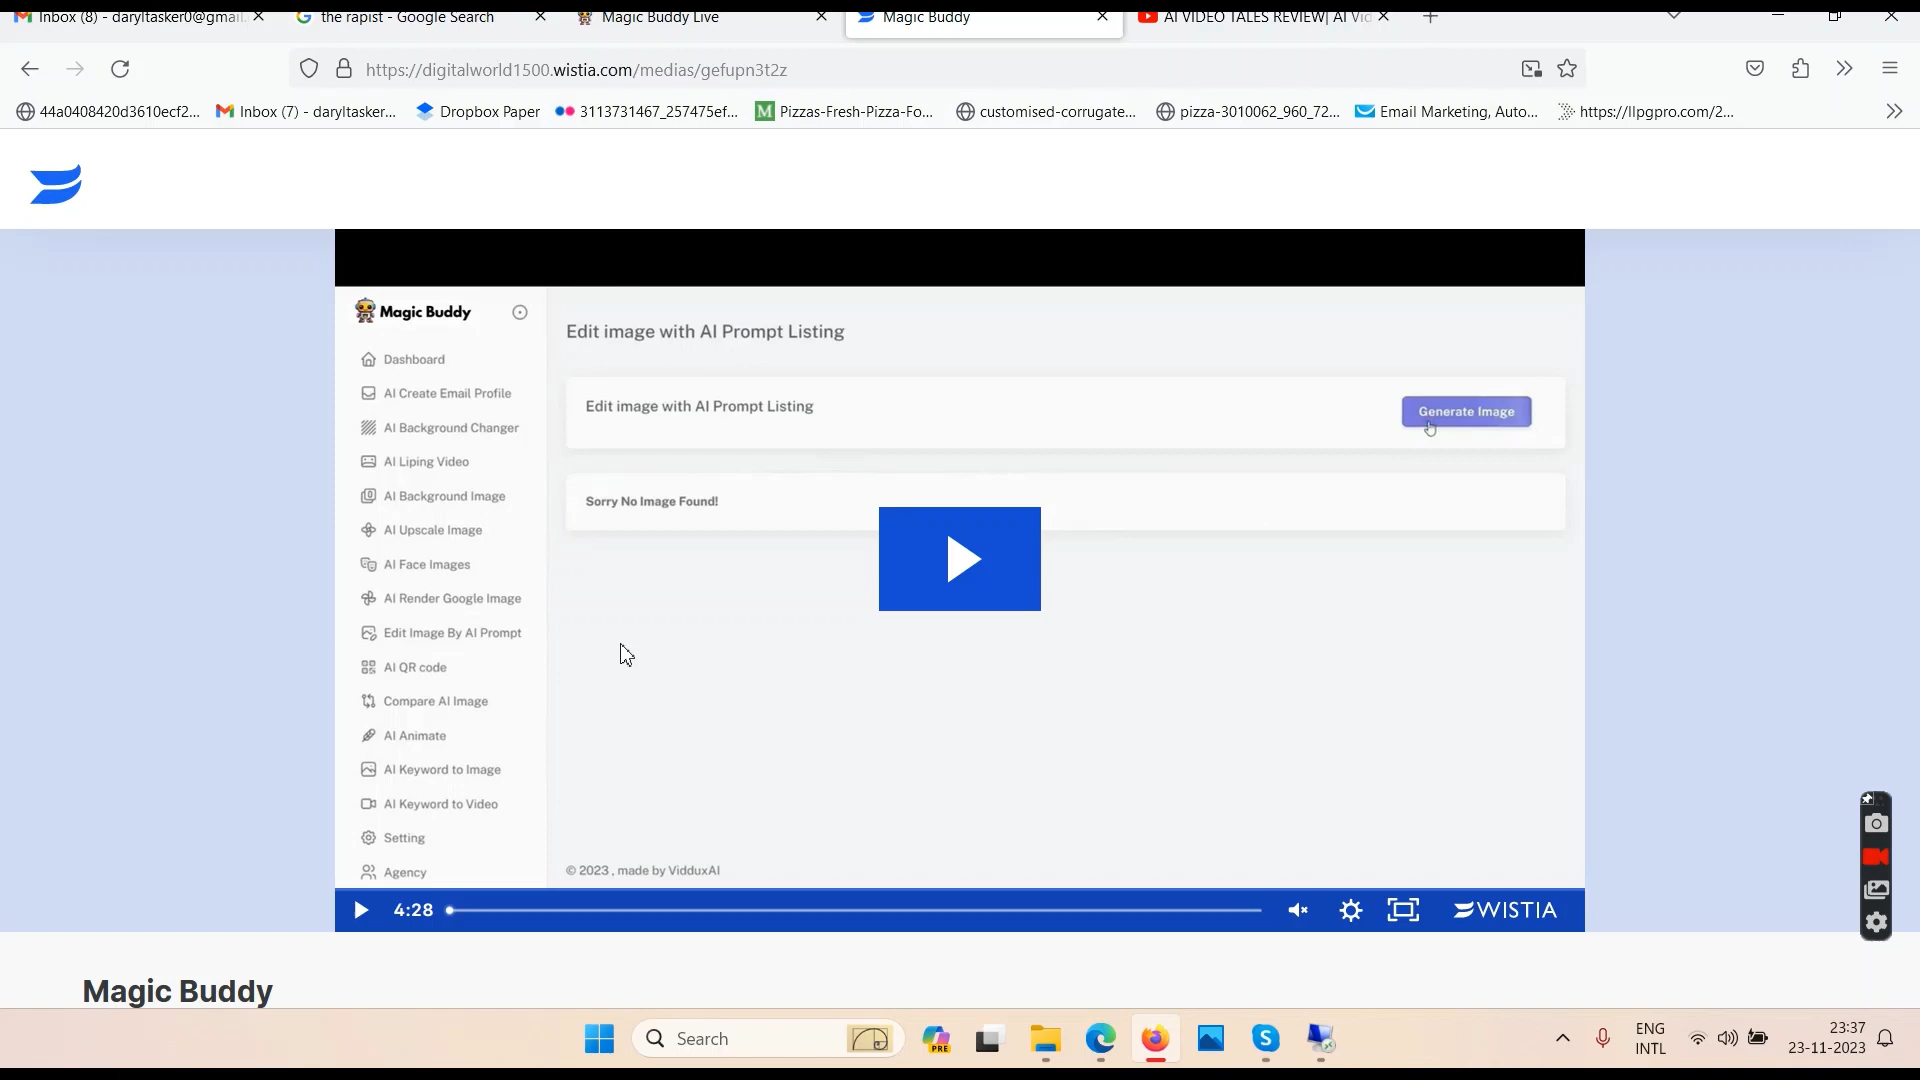 Inbox (8) - daryltasker0@gmail.
the rapist - Google Search
Magic Buddy Live
Magic Buddy
AI VIDEO TALES REVIEW| AI Vid
https://digitalworld1500.wistia.com/medias/gefupn3t2z
44a0408420d3610ecf2...
Inbox (7) - daryltasker...
Dropbox Paper
3113731467_257475ef...
M
Pizzas-Fresh-Pizza-Fo...
customised-corrugate...
pizza-3010062_960_72...
Email Marketing, Auto...
https://llpgpro.com/2...
Magic Buddy
Dashboard
AI Create Email Profile
AI Background Changer
AI Liping Video
AI Background Image
AI Upscale Image
AI Face Images
AI Render Google Image
Edit Image By AI Prompt
AI QR code
Compare AI Image
AI Animate
AI Keyword to Image
AI Keyword to Video
Setting
Agency
Edit image with AI Prompt Listing
Edit image with AI Prompt Listing
Generate Image
Sorry No Image Found!
© 2023 , made by VidduxAI
4:28
WISTIA
Magic Buddy
Search
PRE
S
ENG
INTL
23:37
23-11-2023